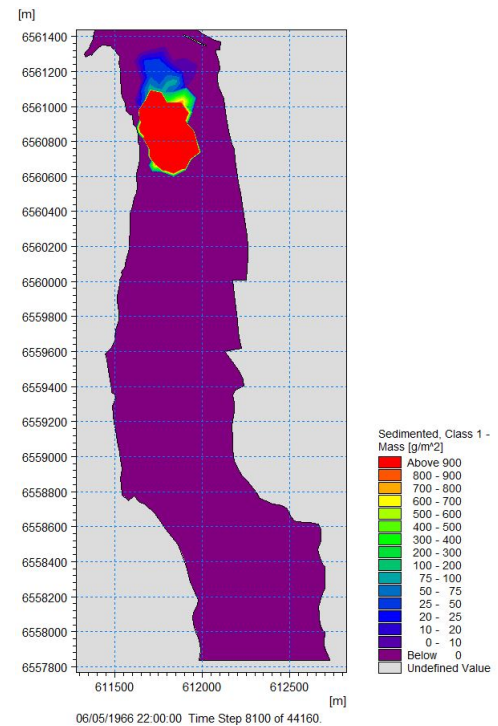 [m]
6561400
6561200
6561000
6560800
6560600
6560400
6560200
6560000
6559800
6559600
6559400
6559200
6559000
6558800
6558600
6558400
6558200
6558000
6557800
611500 612000 612500
[m]
06/05/1966 22:00:00 Time Step 8100 of 44160.
Sedimented, Class 1 -
Mass [g/m^2]
Above 900
800 - 900
700 - 800
600 - 700
500 - 600
400 - 500
300 - 400
200 - 300
100 - 200
75 - 100
50 - 75
25 - 50
20 - 25
10 - 20
0 - 10
Below 0
Undefined Value